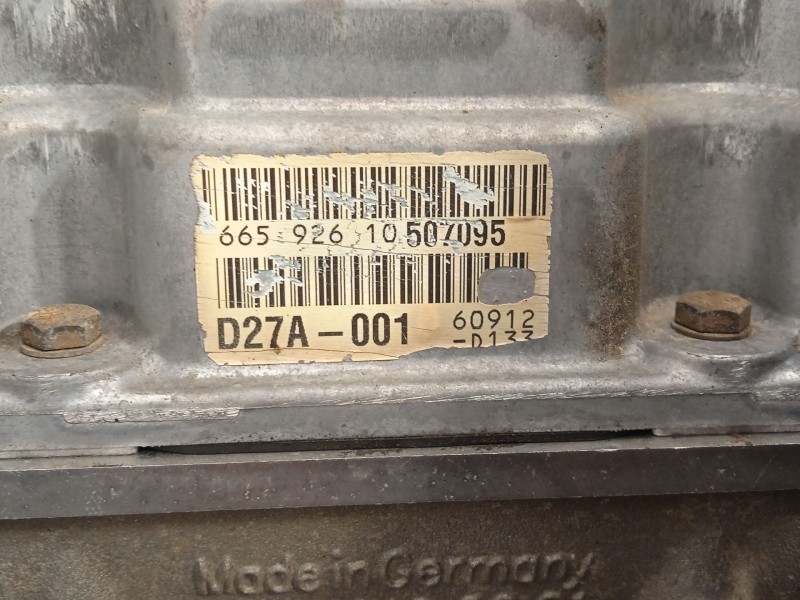 665 926 10 507095
D27A-001 60912
-D133
Made in Germany